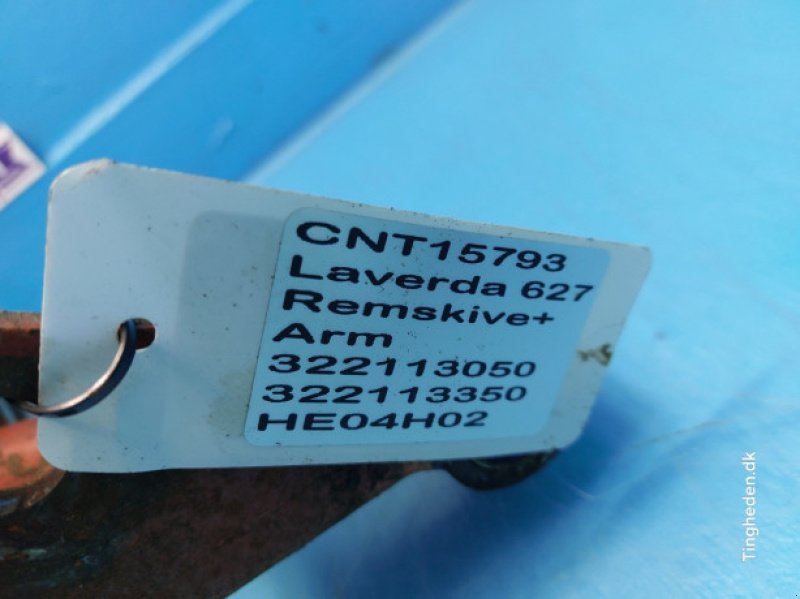 CNT15793
Laverda 627
Remskive+
Arm
322113050
322113350
HE04H02
Tingheden.dk